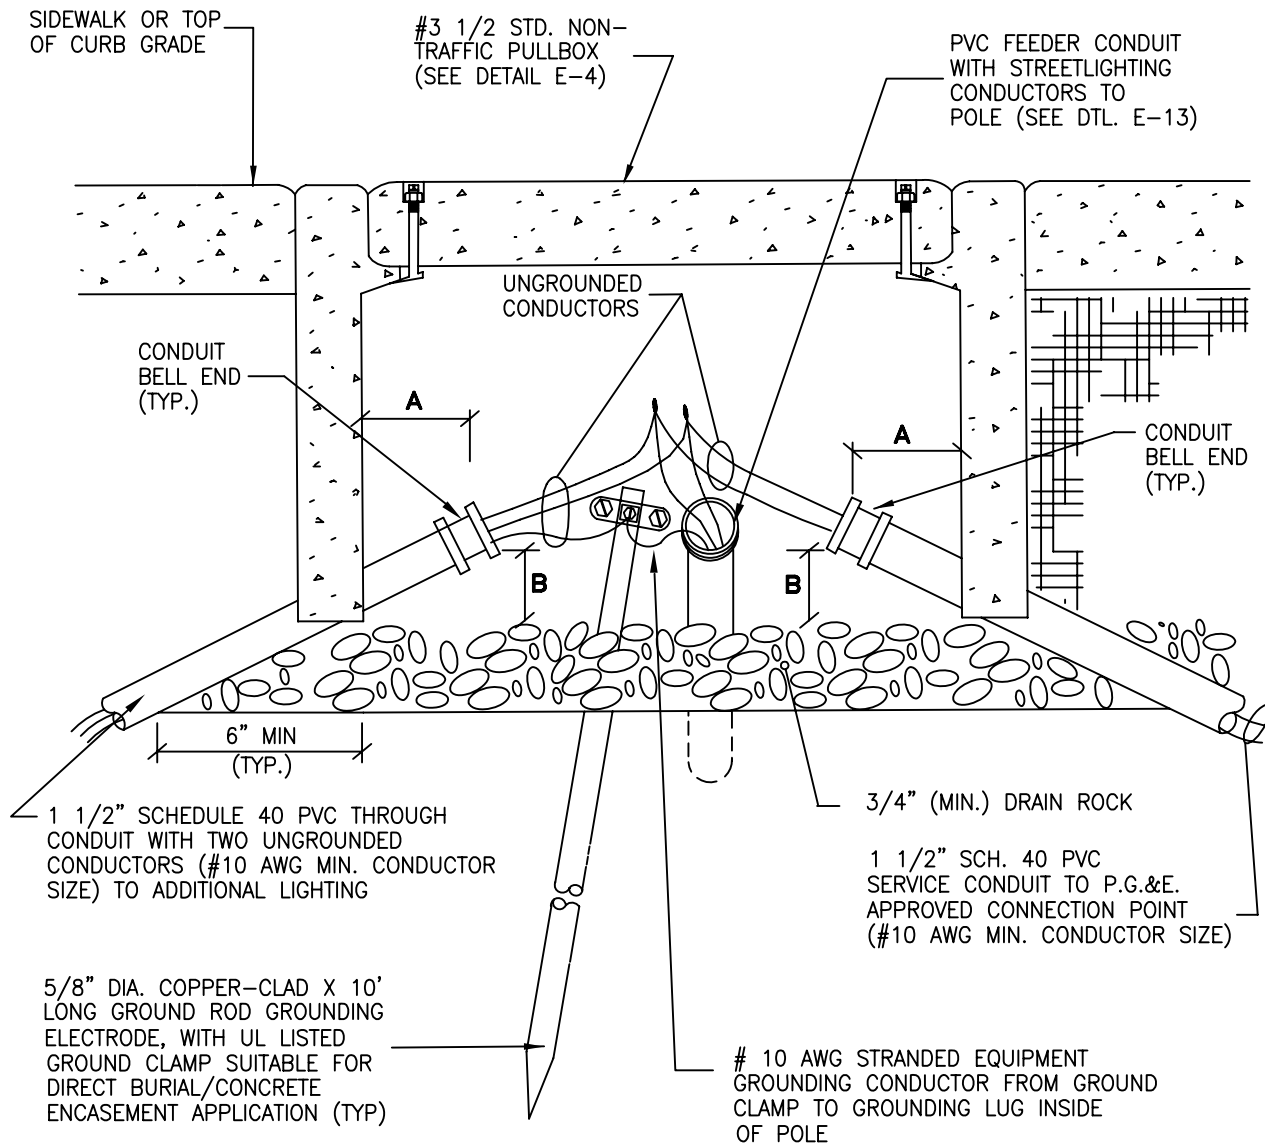 SIDEWALK OR TOP
OF CURB GRADE
#3 1/2 STD. NON-
TRAFFIC PULLBOX
(SEE DETAIL E-4)
PVC FEEDER CONDUIT
WITH STREETLIGHTING
CONDUCTORS TO
POLE (SEE DTL. E-13)
UNGROUNDED
CONDUCTORS
CONDUIT
BELL END
(TYP.)
A
A
CONDUIT
BELL END
(TYP.)
B
B
6" MIN
(TYP.)
1 1/2" SCHEDULE 40 PVC THROUGH
CONDUIT WITH TWO UNGROUNDED
CONDUCTORS (#10 AWG MIN. CONDUCTOR
SIZE) TO ADDITIONAL LIGHTING
3/4" (MIN.) DRAIN ROCK
1 1/2" SCH. 40 PVC
SERVICE CONDUIT TO P.G.&E.
APPROVED CONNECTION POINT
(#10 AWG MIN. CONDUCTOR SIZE)
5/8" DIA. COPPER-CLAD X 10'
LONG GROUND ROD GROUNDING
ELECTRODE, WITH UL LISTED
GROUND CLAMP SUITABLE FOR
DIRECT BURIAL/CONCRETE
ENCASEMENT APPLICATION (TYP)
# 10 AWG STRANDED EQUIPMENT
GROUNDING CONDUCTOR FROM GROUND
CLAMP TO GROUNDING LUG INSIDE
OF POLE